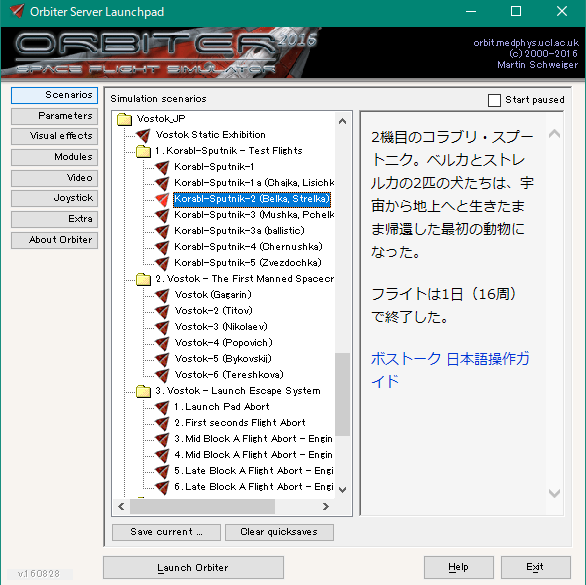 Orbiter Server Launchpad
ORBITER 2016
SPACE FLIGHT SIMULATOR
orbit.medphys.ucl.ac.uk
(c) 2000-2016
Martin Schweiger
Scenarios
Parameters
Visual effects
Modules
Video
Joystick
Extra
About Orbiter
Simulation scenarios
Start paused
Vostok_JP
Vostok Static Exhibition
1. Korabl-Sputnik - Test Flights
Korabl-Sputnik-1
Korabl-Sputnik-1a (Chajka, Lisichk
Korabl-Sputnik-2 (Belka, Strelka)
Korabl-Sputnik-3 (Mushka, Pchelk
Korabl-Sputnik-3a (ballistic)
Korabl-Sputnik-4 (Chernushka)
Korabl-Sputnik-5 (Zvezdochka)
2. Vostok - The First Manned Spacecr
Vostok (Gagarin)
Vostok-2 (Titov)
Vostok-3 (Nikolaev)
Vostok-4 (Popovich)
Vostok-5 (Bykovskij)
Vostok-6 (Tereshkova)
3. Vostok - Launch Escape System
1. Launch Pad Abort
2. First seconds Flight Abort
3. Mid Block A Flight Abort - Engin
4. Mid Block A Flight Abort - Engin
5. Late Block A Flight Abort - Engi
6. Late Block A Flight Abort - Engi
2機目のコラブリ・スプー
トニク。ベルカとストレ
ルカの2匹の犬たちは、宇
宙から地上へと生きたま
ま帰還した最初の動物に
なった。
フライトは1日（16周）
で終了した。
ボストーク 日本語操作ガ
イド
Save current ...
Clear quicksaves
v.160828
Launch Orbiter
Help
Exit